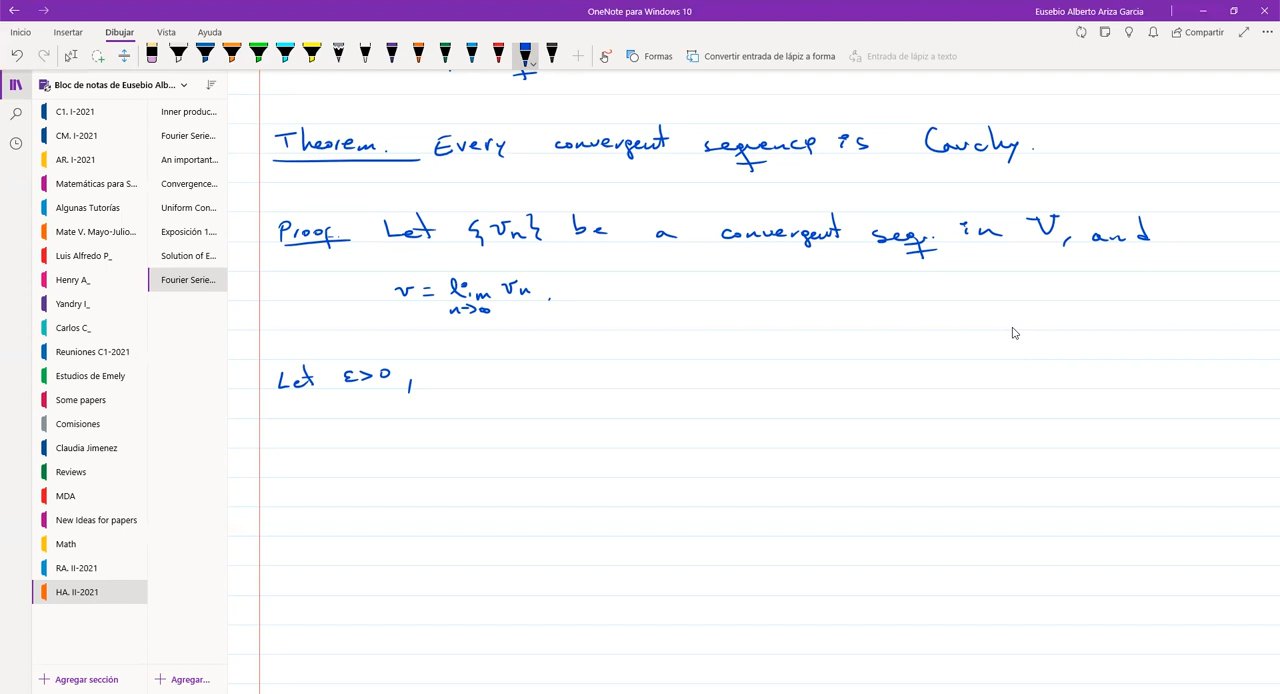 OneNote para Windows 10
Eusebio Alberto Ariza Garcia
Inicio Insertar Dibujar Vista Ayuda
Compartir
Formas Convertir entrada de lápiz a forma Entrada de lápiz a texto
Bloc de notas de Eusebio Alb...
C1. I-2021
CM. I-2021
AR. I-2021
Matemáticas para S...
Algunas Tutorías
Mate V. Mayo-Julio...
Luis Alfredo P_
Henry A_
Yandry I_
Carlos C_
Reuniones C1-2021
Estudios de Emely
Some papers
Comisiones
Claudia Jimenez
Reviews
MDA
New Ideas for papers
Math
RA. II-2021
HA. II-2021
Agregar sección
Inner produc...
Fourier Serie...
An important...
Convergence...
Uniform Con...
Exposición 1....
Solution of E...
Fourier Serie...
Agregar...
Theorem. Every convergent sequence is Cauchy.
Proof. Let {vn} be a convergent seq. in V, and
v = lim vn .
n→∞
Let ε>0 ,